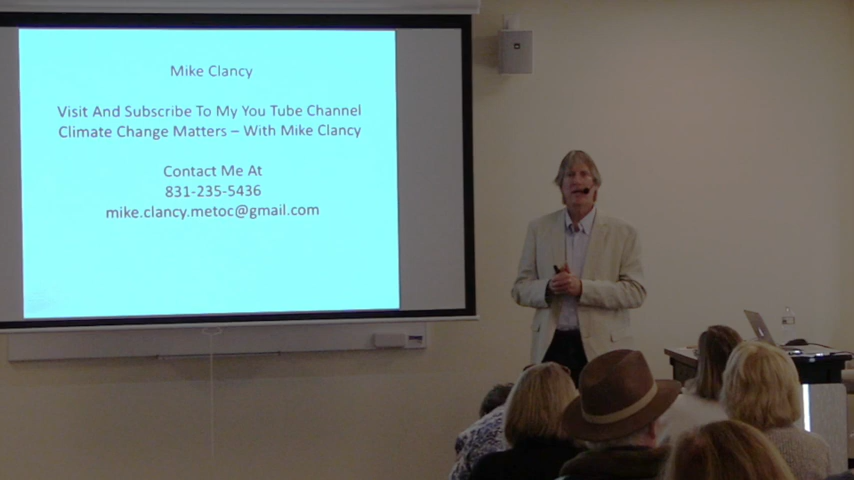 Mike Clancy
Visit And Subscribe To My You Tube Channel
Climate Change Matters – With Mike Clancy
Contact Me At
831-235-5436
mike.clancy.metoc@gmail.com